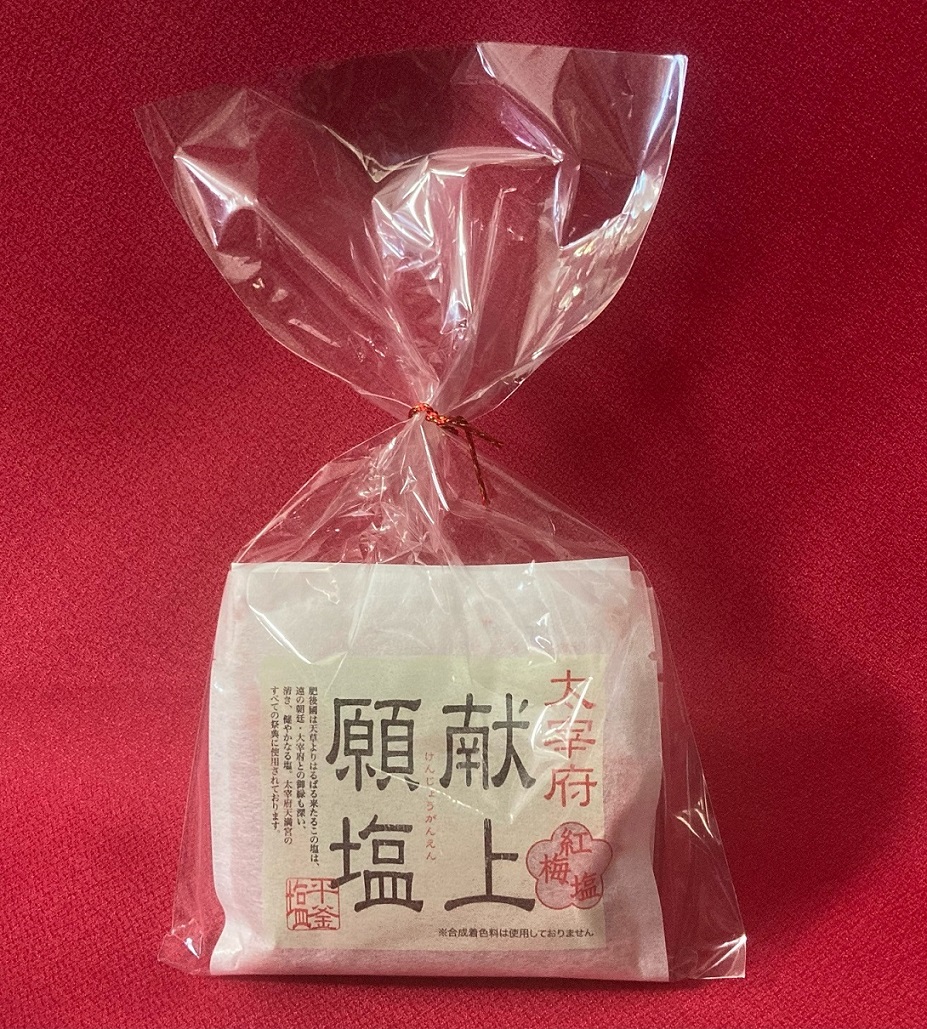 太宰府
紅梅塩
献上
願塩
けんじょうがんえん
肥後國は天草よりはるばる来たるこの塩は、
遠の朝廷・大宰府との御縁も深い、
清さ、健やかなる塩。太宰府天満宮の
すべての祭典に使用されております。
平釜
塩
※合成着色料は使用しておりません